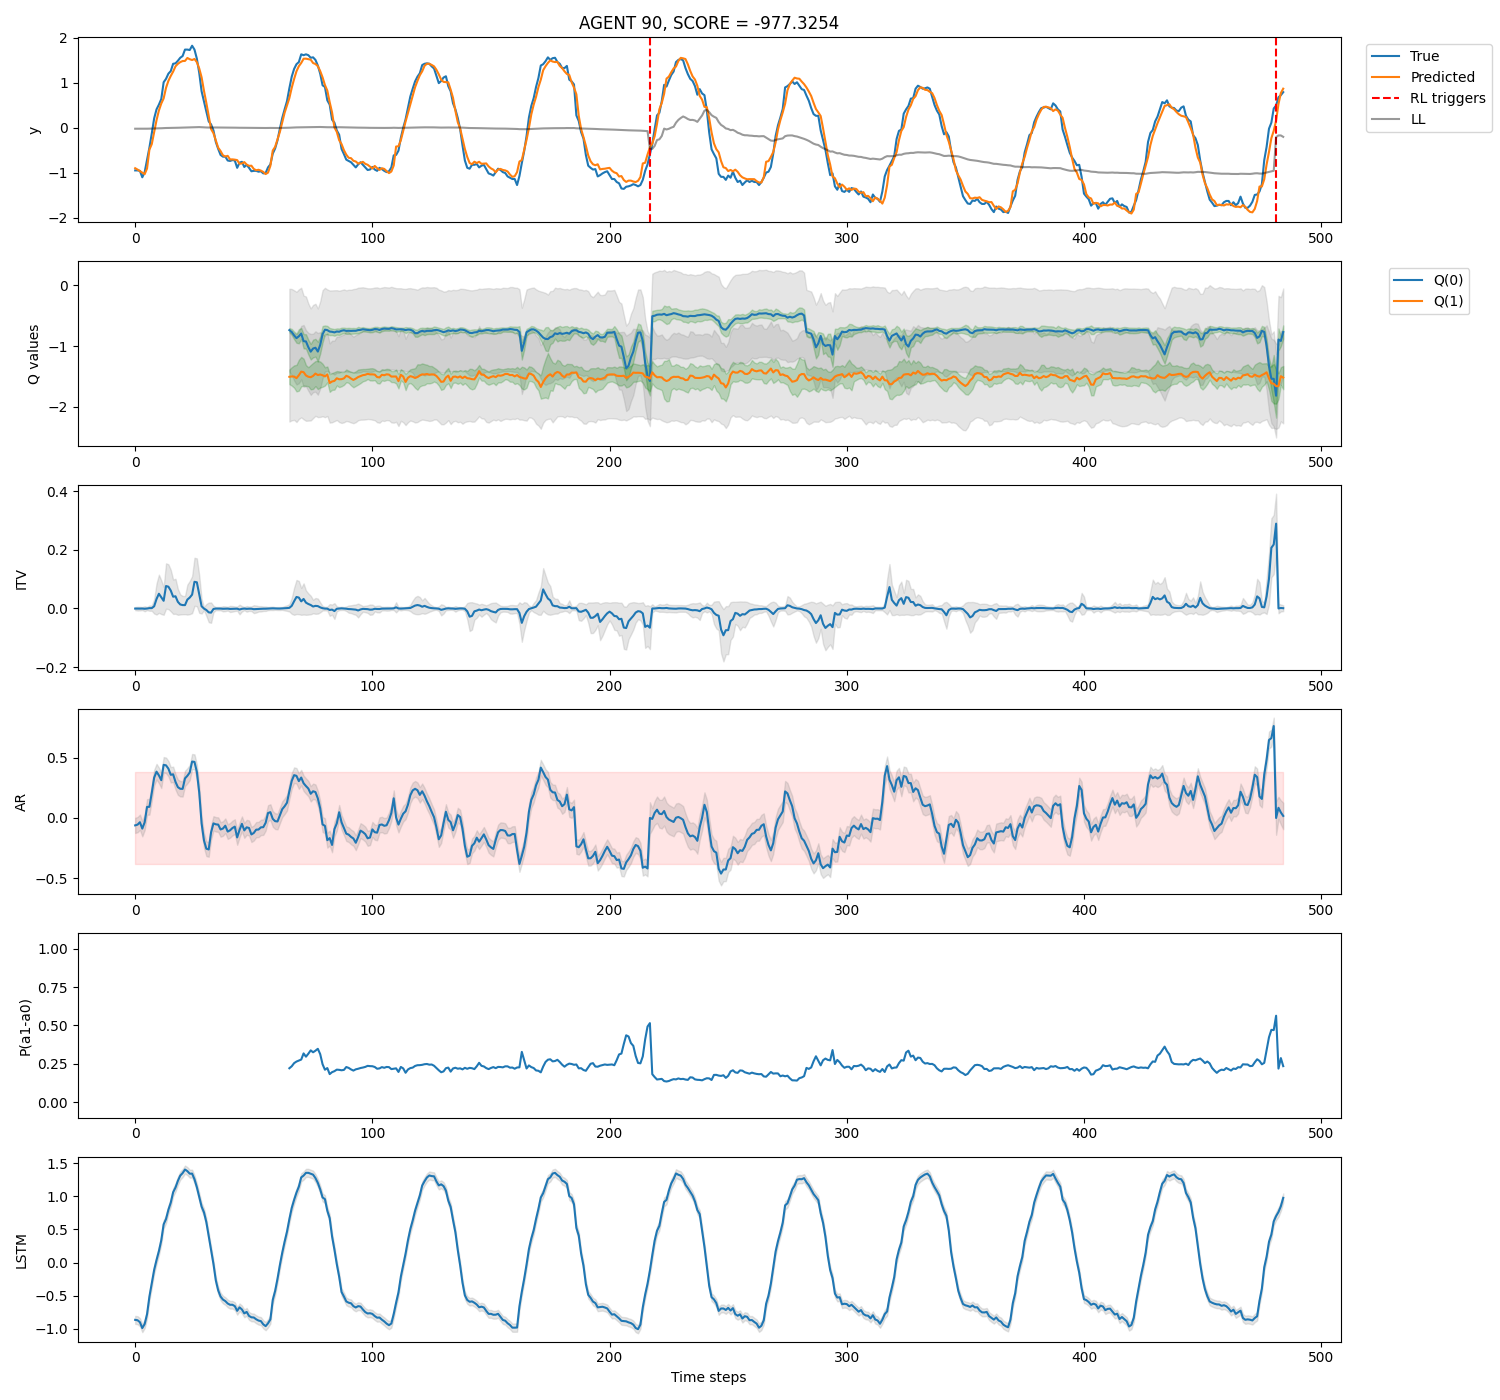 AGENT 90, SCORE = -977.3254
y
2
1
0
−1
−2
0 100 200 300 400 500
True
Predicted
RL triggers
LL
Q values
0
−1
−2
0 100 200 300 400 500
Q(0)
Q(1)
ITV
0.4
0.2
0.0
−0.2
0 100 200 300 400 500
AR
0.5
0.0
−0.5
0 100 200 300 400 500
P(a1-a0)
1.00
0.75
0.50
0.25
0.00
0 100 200 300 400 500
LSTM
1.5
1.0
0.5
0.0
−0.5
−1.0
0 100 200 300 400 500
Time steps